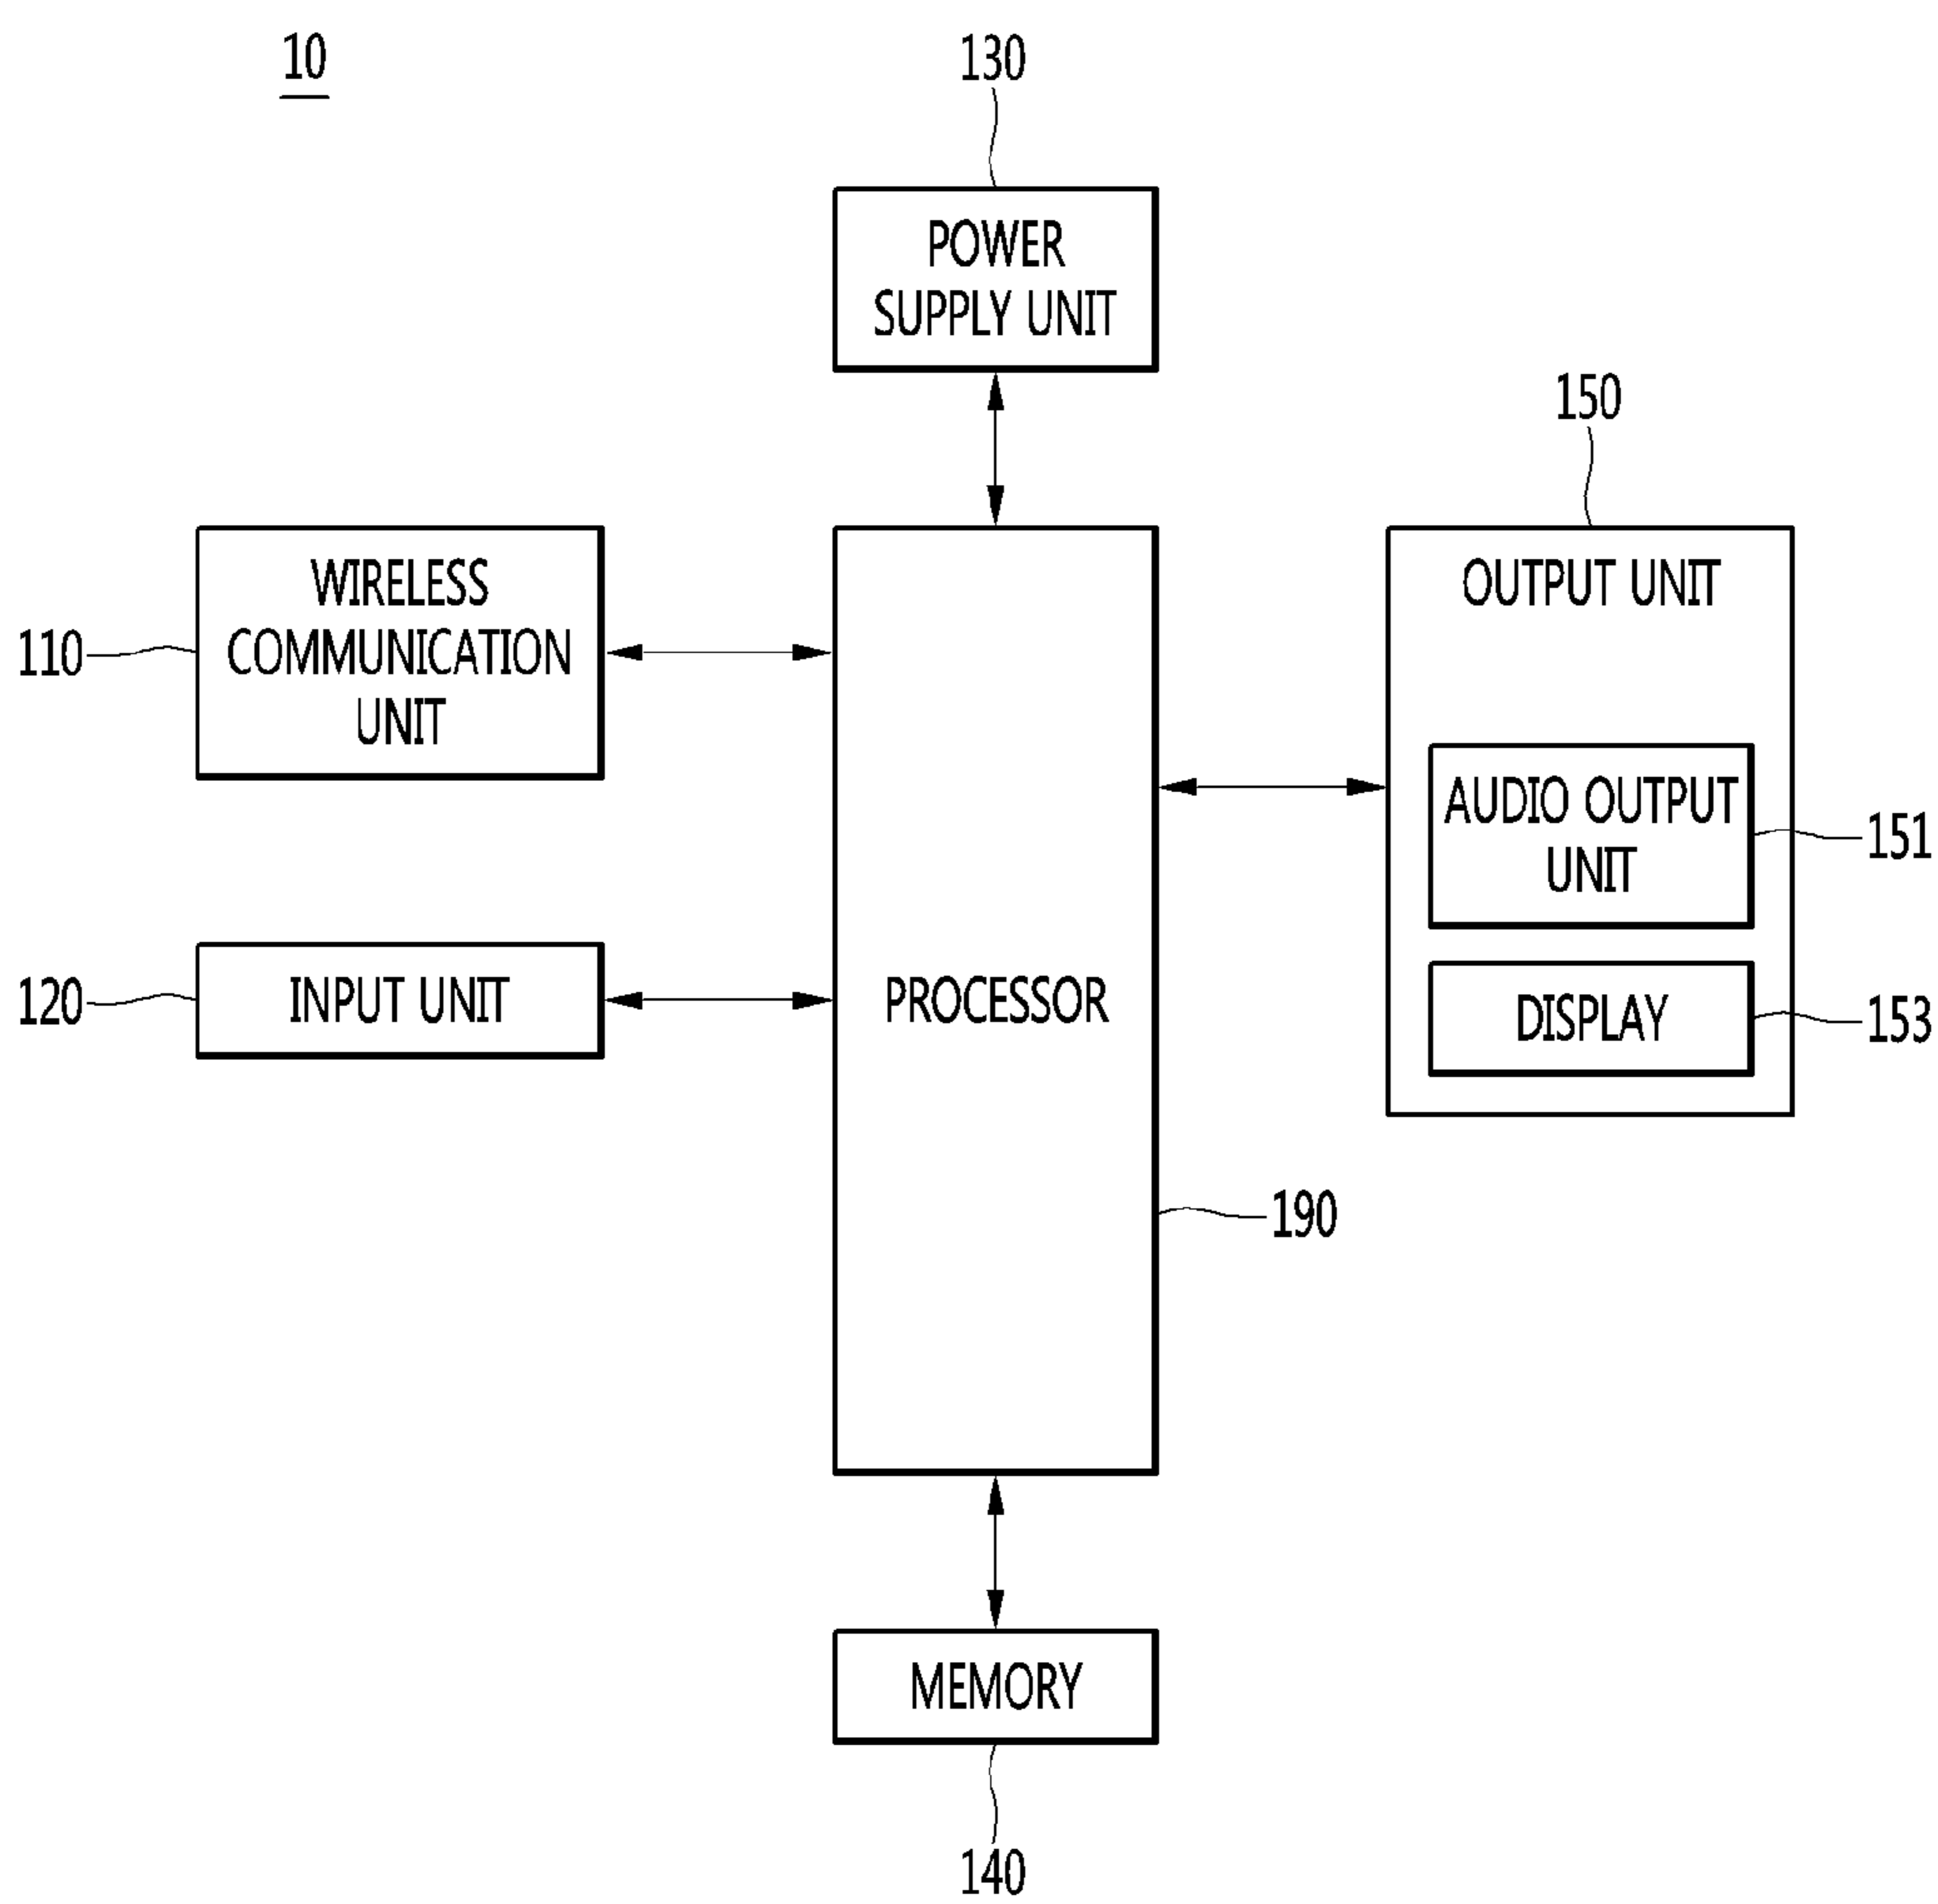 10
130
POWER
SUPPLY UNIT
150
WIRELESS
COMMUNICATION
UNIT
110
OUTPUT UNIT
AUDIO OUTPUT
UNIT
151
120
INPUT UNIT
PROCESSOR
DISPLAY
153
190
MEMORY
140